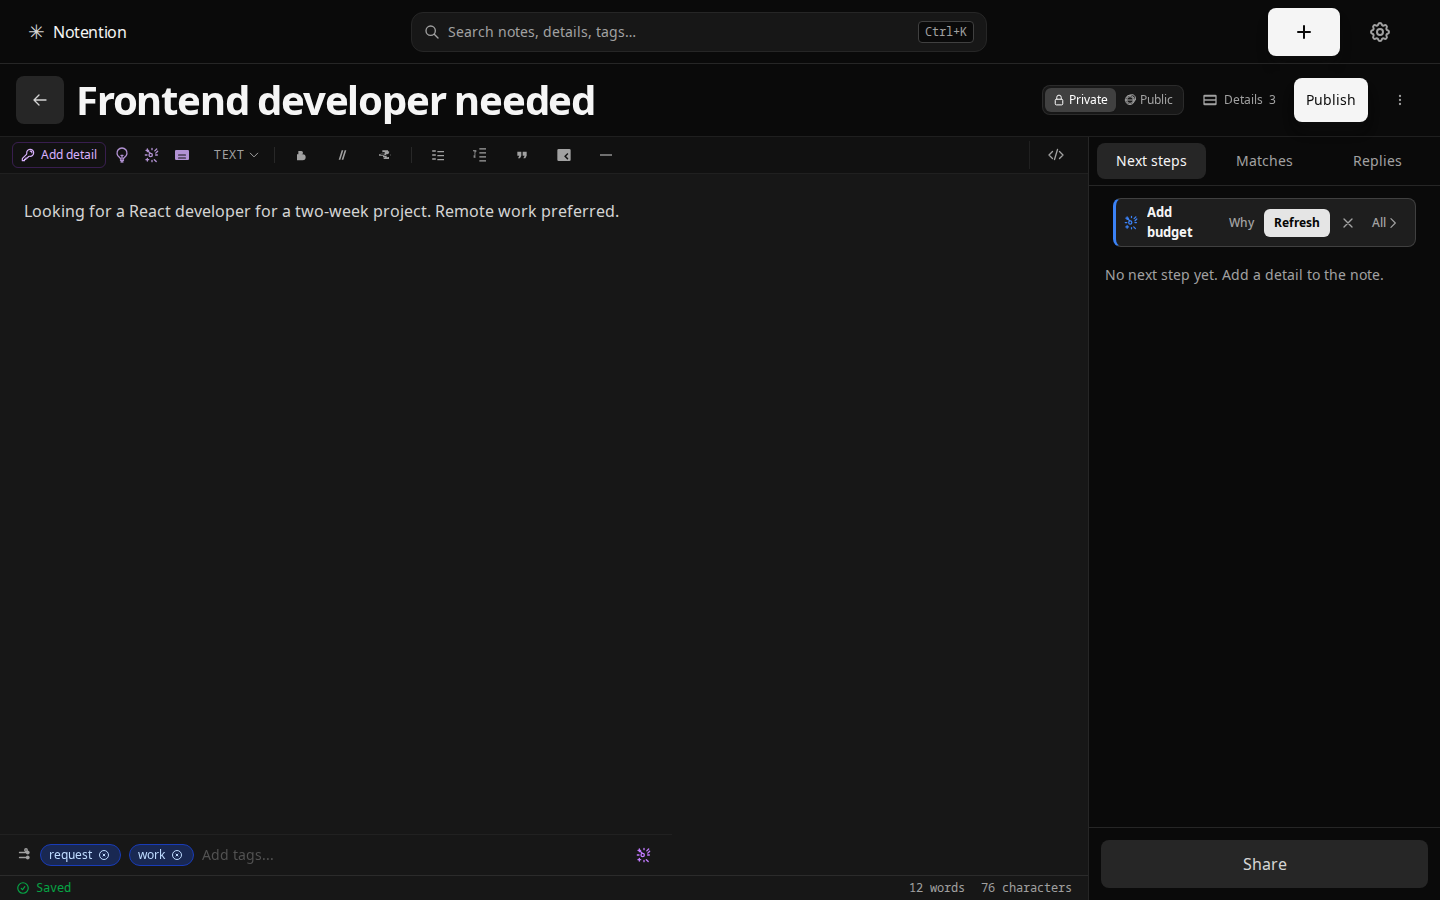 Notention
Search notes, details, tags...
Ctrl+K
Frontend developer needed
Private
Public
Details 3
Publish
Add detail
TEXT
Next steps
Matches
Replies
Looking for a React developer for a two-week project. Remote work preferred.
Add
budget
Why
Refresh
All
No next step yet. Add a detail to the note.
request
work
Add tags...
Share
Saved
12 words
76 characters